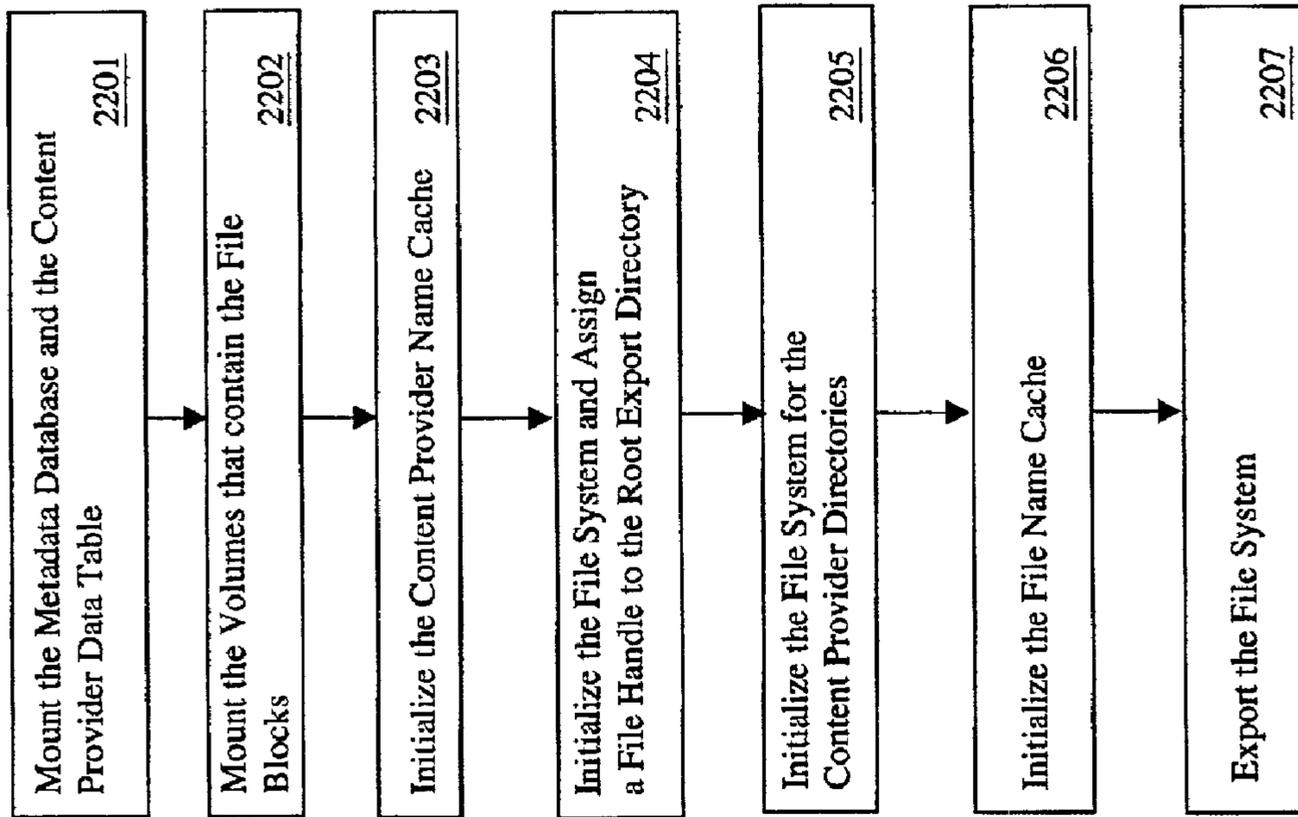 Mount the Metadata Database and the Content
Provider Data Table
2201
Mount the Volumes that contain the File
Blocks
2202
Initialize the Content Provider Name Cache
2203
Initialize the File System and Assign
a File Handle to the Root Export Directory
2204
Initialize the File System for the
Content Provider Directories
2205
Initialize the File Name Cache
2206
Export the File System
2207